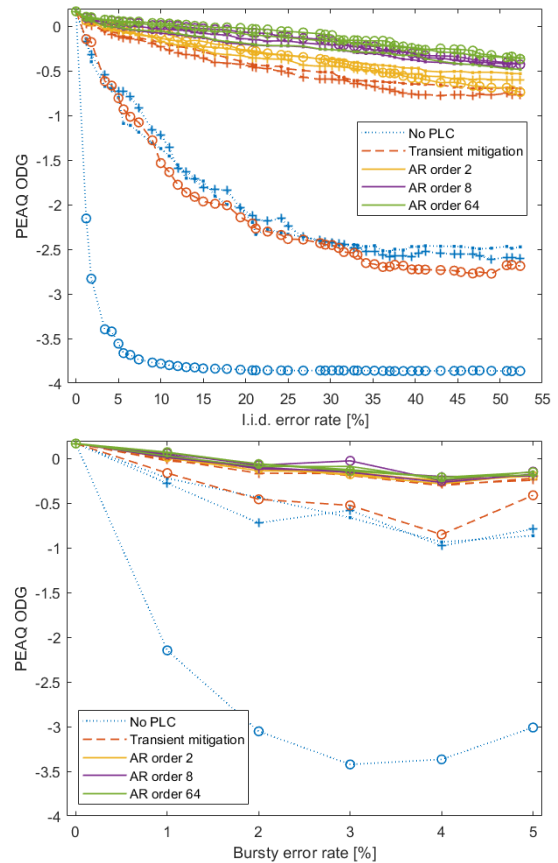 0
-0.5
-1
-1.5
-2
-2.5
-3
-3.5
-4
PEAQ ODG
No PLC
Transient mitigation
AR order 2
AR order 8
AR order 64
0 5 10 15 20 25 30 35 40 45 50 55
I.i.d. error rate [%]
0
-0.5
-1
-1.5
-2
-2.5
-3
-3.5
-4
PEAQ ODG
No PLC
Transient mitigation
AR order 2
AR order 8
AR order 64
0 1 2 3 4 5
Bursty error rate [%]